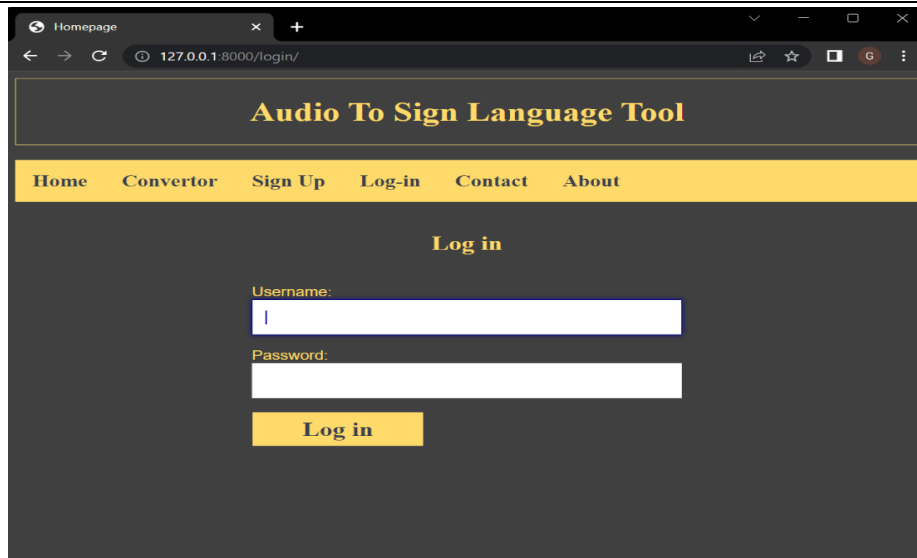 Homepage
127.0.0.1:8000/login/
G
Audio To Sign Language Tool
Home Convertor Sign Up Log-in Contact About
Log in
Username:
Password:
Log in